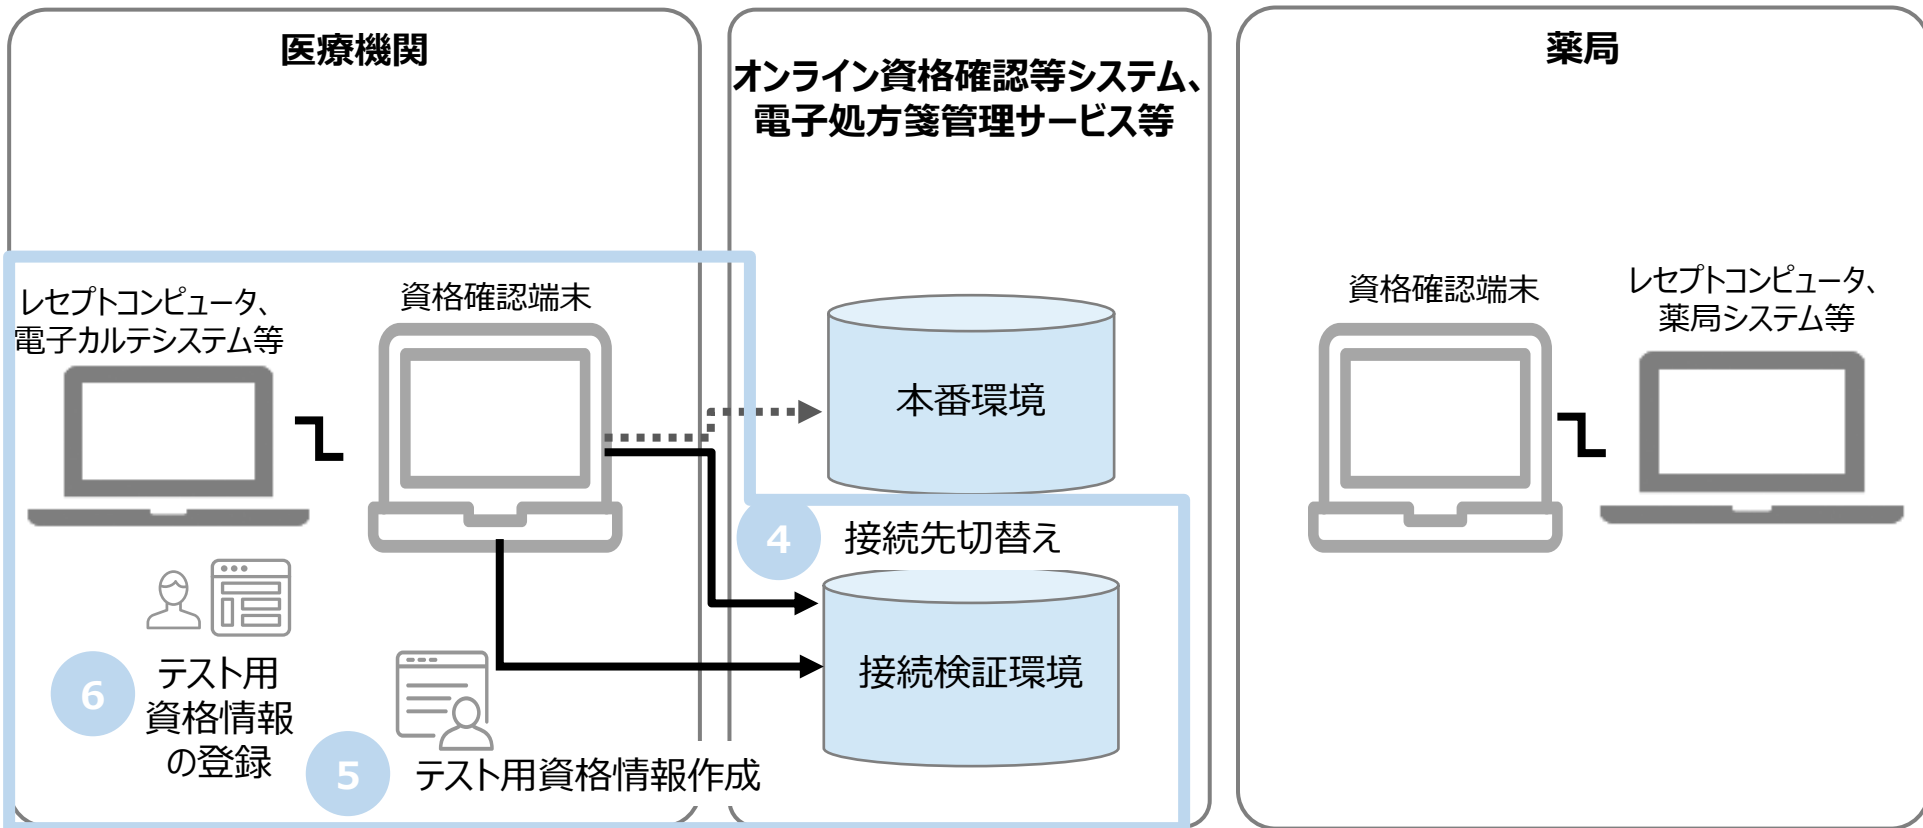 医療機関
オンライン資格確認等システム、
電子処方箋管理サービス等
薬局
レセプトコンピュータ、
電子カルテシステム等
資格確認端末
本番環境
資格確認端末
レセプトコンピュータ、
薬局システム等
4
接続先切替え
接続検証環境
6
テスト用
資格情報
の登録
5
テスト用資格情報作成